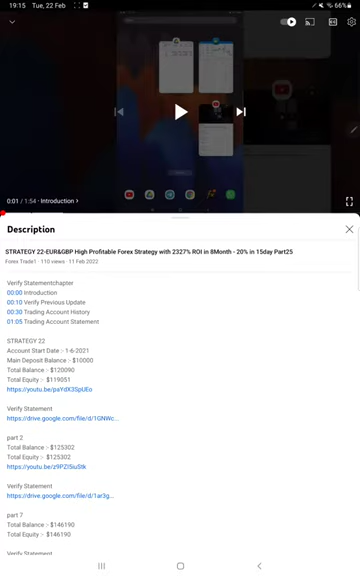 19:15 Tue, 22 Feb
66%
0:01 / 1:54 · Introduction >
Description
STRATEGY 22-EUR&GBP High Profitable Forex Strategy with 2327% ROI in 8Month - 20% in 15day Part25
Forex Trade1 · 110 views · 11 Feb 2022
Verify Statementchapter
00:00 Introduction
00:10 Verify Previous Update
00:30 Trading Account History
01:05 Trading Account Statement
STRATEGY 22
Account Start Date :- 1-6-2021
Main Deposit Balance :- $10000
Total Balance :- $120090
Total Equity :- $119051
https://youtu.be/paYdX3SpUEo
Verify Statement
https://drive.google.com/file/d/1GNWc...
part 2
Total Balance :- $125302
Total Equity :- $125302
https://youtu.be/z9PZISiuStk
Verify Statement
https://drive.google.com/file/d/1ar3g...
part 7
Total Balance :- $146190
Total Equity :- $146190
Verify Statement